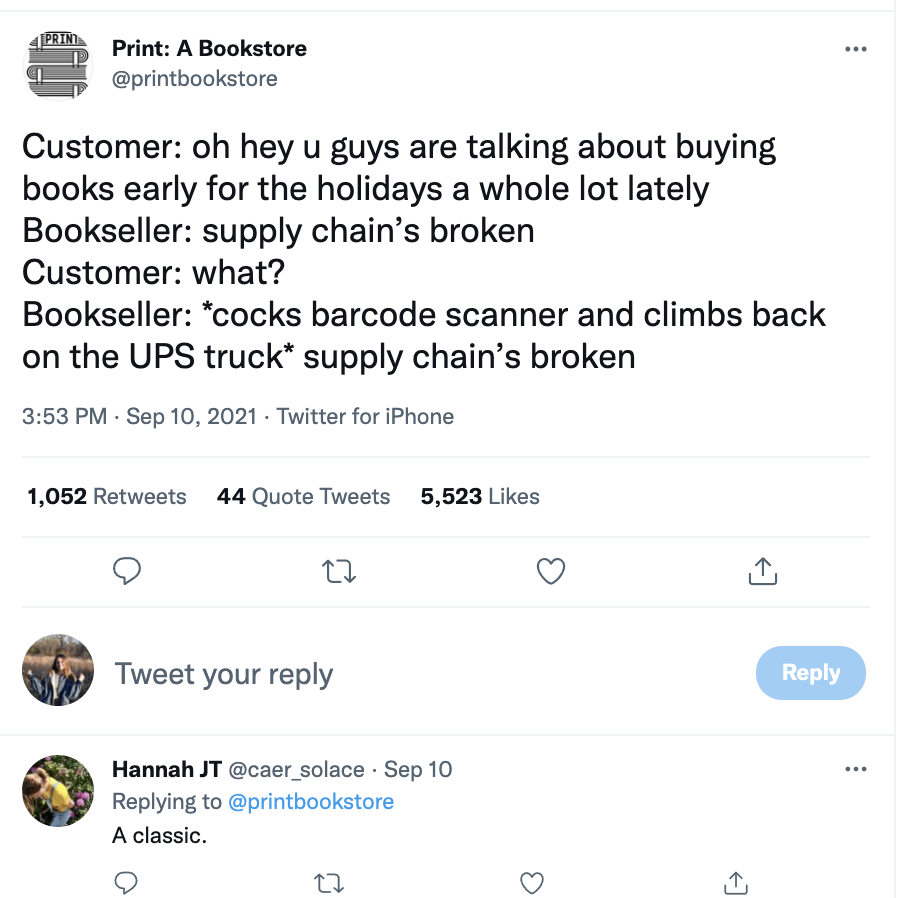 PRINT
Print: A Bookstore
@printbookstore
Customer: oh hey u guys are talking about buying
books early for the holidays a whole lot lately
Bookseller: supply chain’s broken
Customer: what?
Bookseller: *cocks barcode scanner and climbs back
on the UPS truck* supply chain’s broken
3:53 PM · Sep 10, 2021 · Twitter for iPhone
1,052 Retweets 44 Quote Tweets 5,523 Likes
Tweet your reply
Reply
Hannah JT @caer_solace · Sep 10
Replying to @printbookstore
A classic.